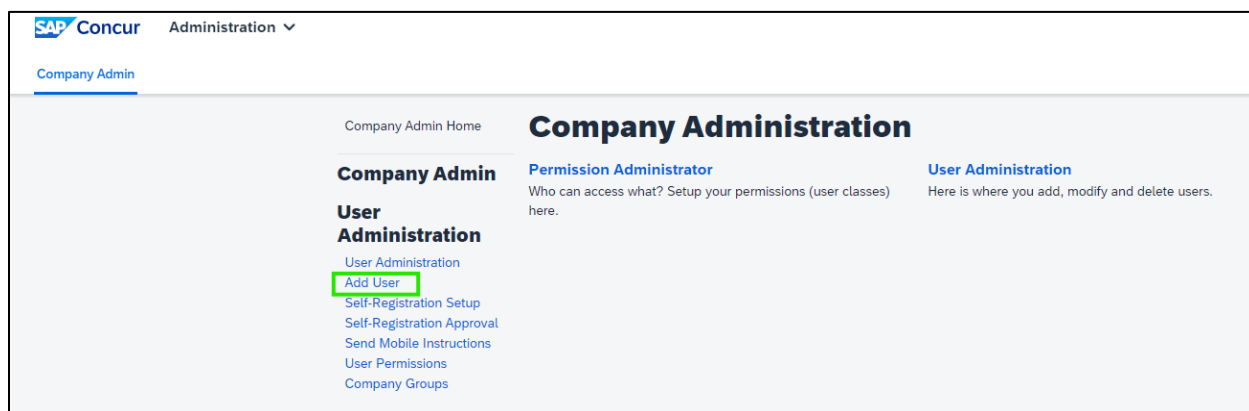 SAP Concur Administration
Company Admin
Company Admin Home
Company Admin
User
Administration
User Administration
Add User
Self-Registration Setup
Self-Registration Approval
Send Mobile Instructions
User Permissions
Company Groups
Company Administration
Permission Administrator
Who can access what? Setup your permissions (user classes)
here.
User Administration
Here is where you add, modify and delete users.